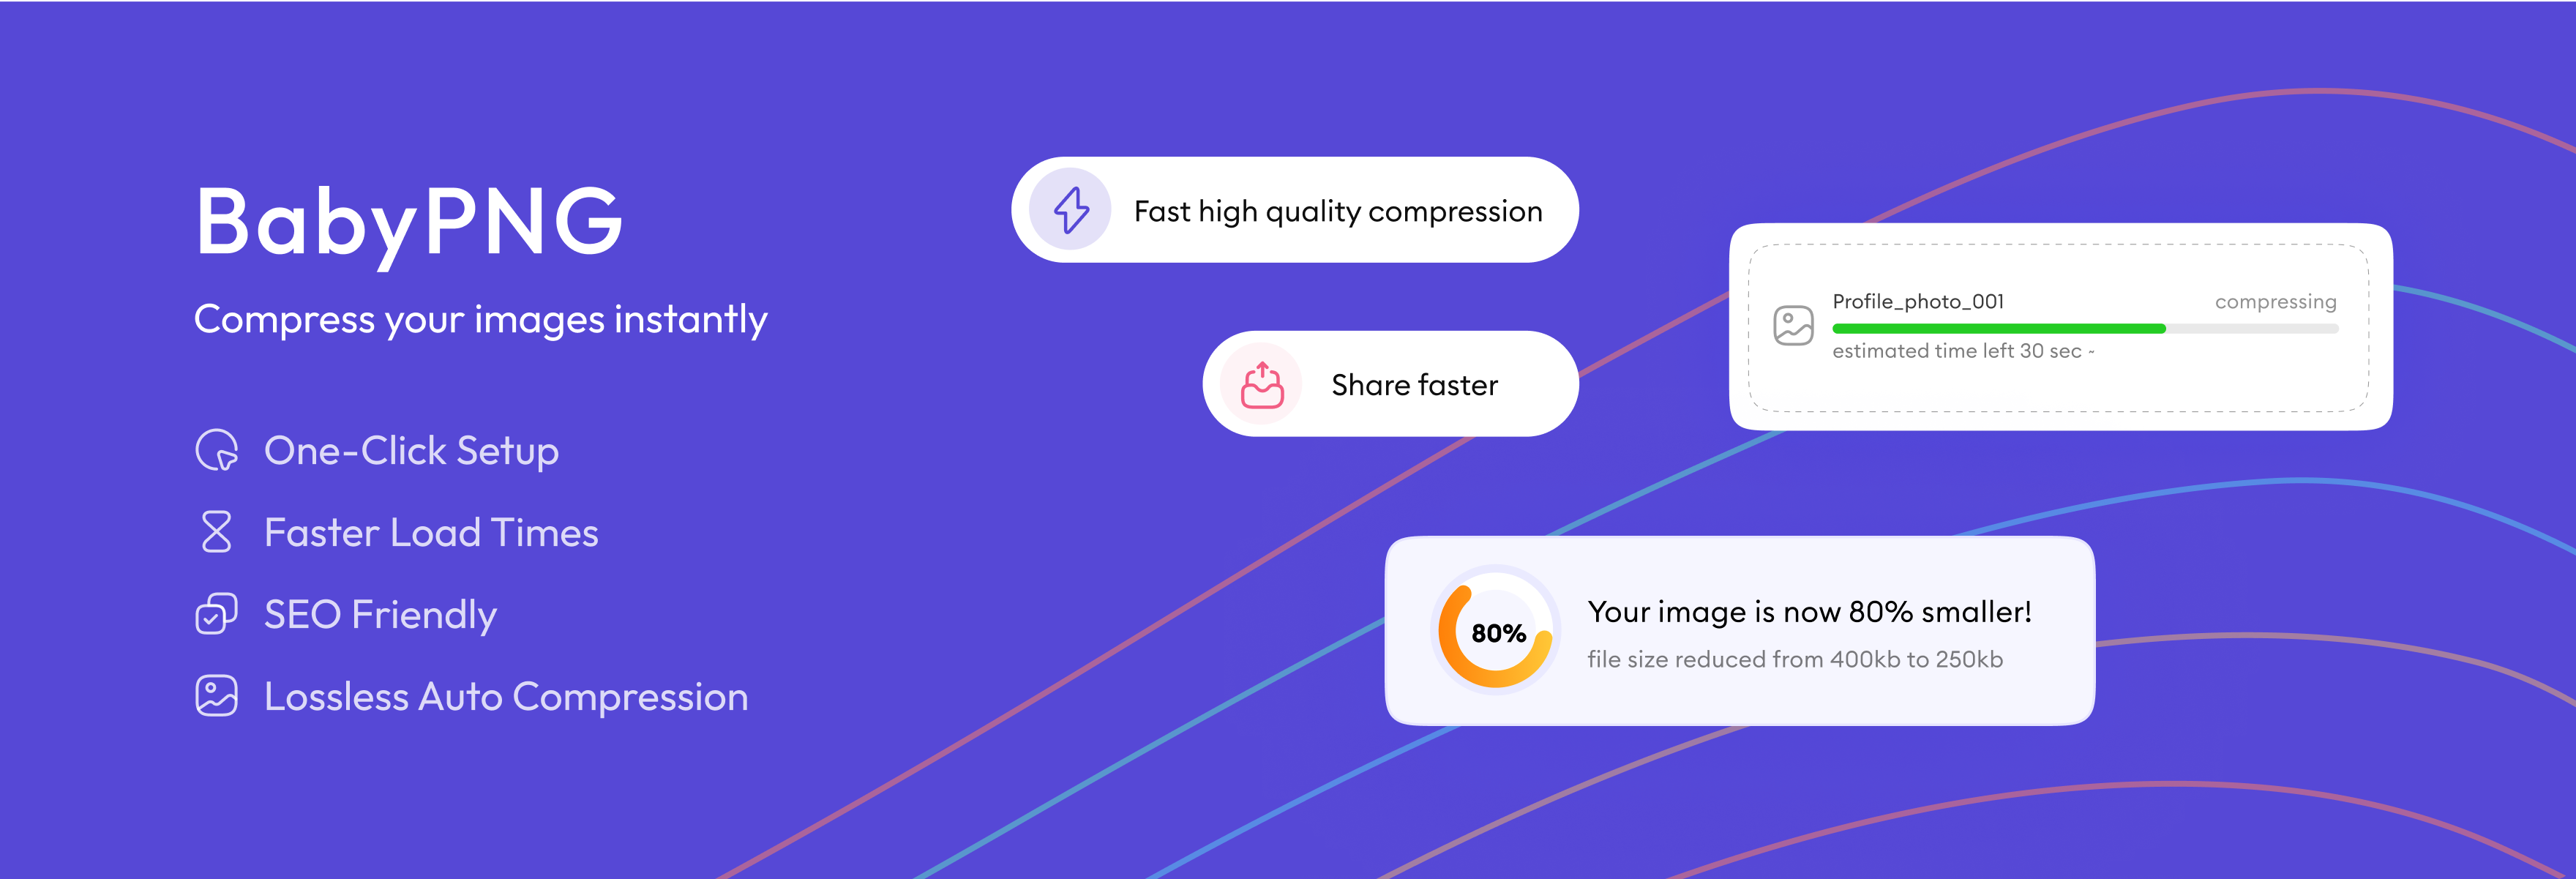 BabyPNG
Compress your images instantly
One-Click Setup
Faster Load Times
SEO Friendly
Lossless Auto Compression
Fast high quality compression
Share faster
Profile_photo_001
compressing
estimated time left 30 sec ~
80%
Your image is now 80% smaller!
file size reduced from 400kb to 250kb